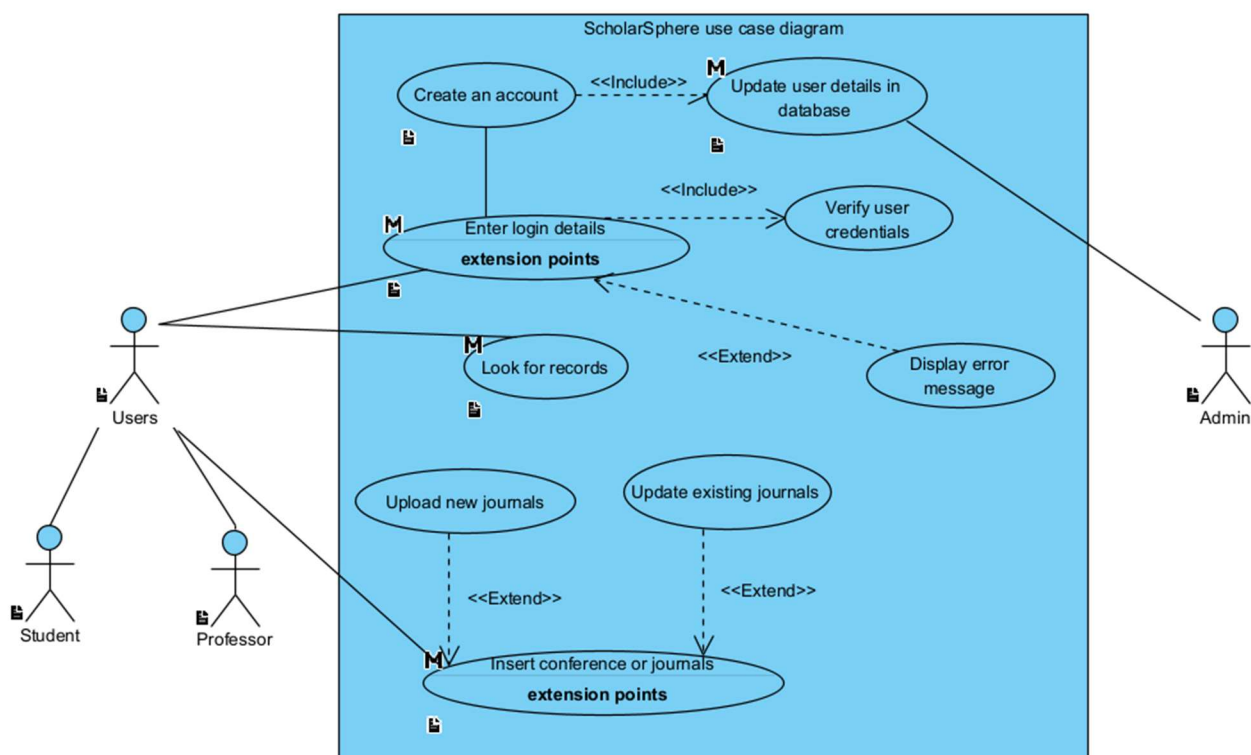 ScholarSphere use case diagram
M
Create an account
<<Include>>
Update user details in
database
<<Include>>
Verify user
credentials
M
Enter login details
extension points
<<Extend>>
Display error
message
M
Look for records
Users
Admin
Student
Professor
Upload new journals
Update existing journals
<<Extend>>
<<Extend>>
M
Insert conference or journals
extension points